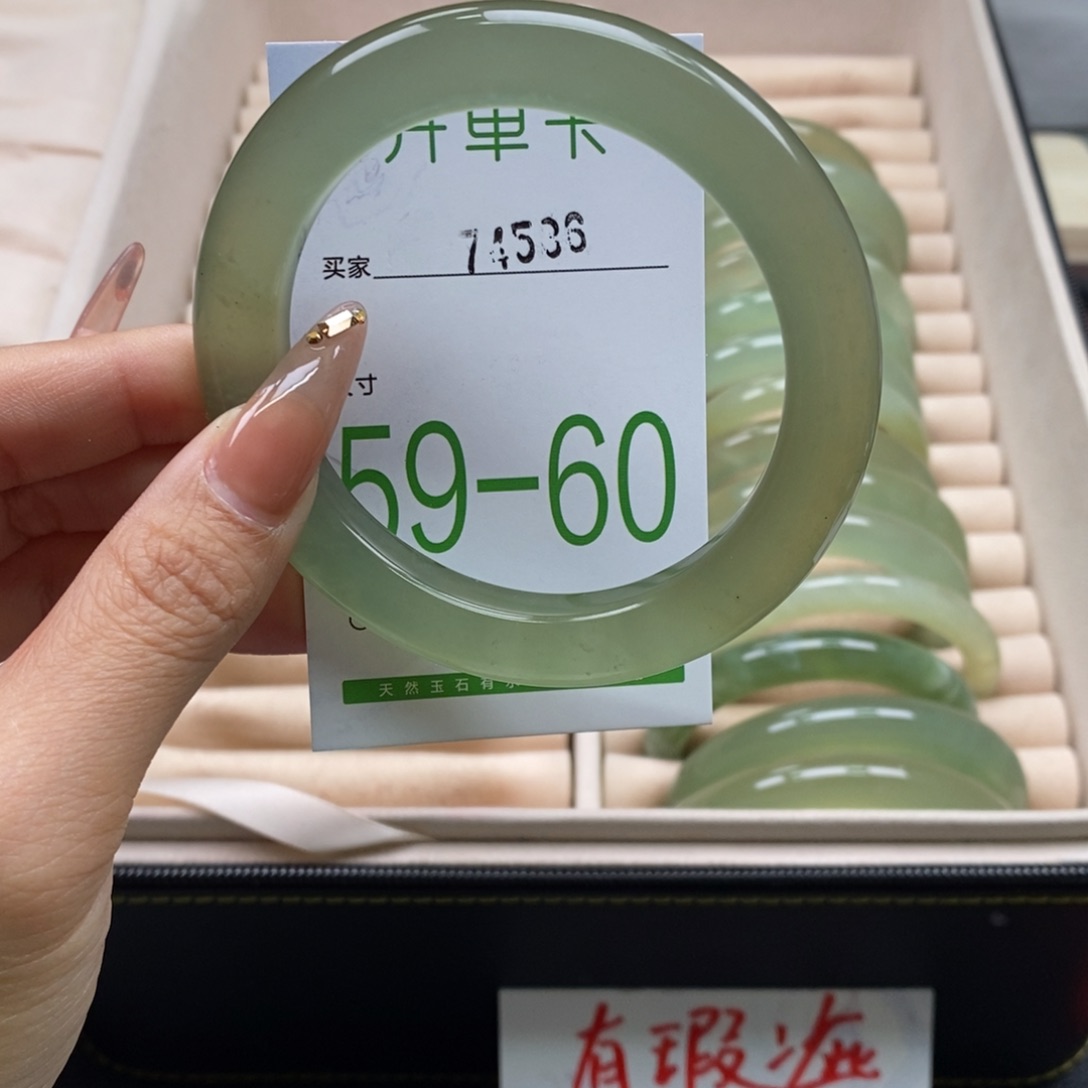 开单卡
买家 74536
寸
59-60
天然玉石有
有瑕疵